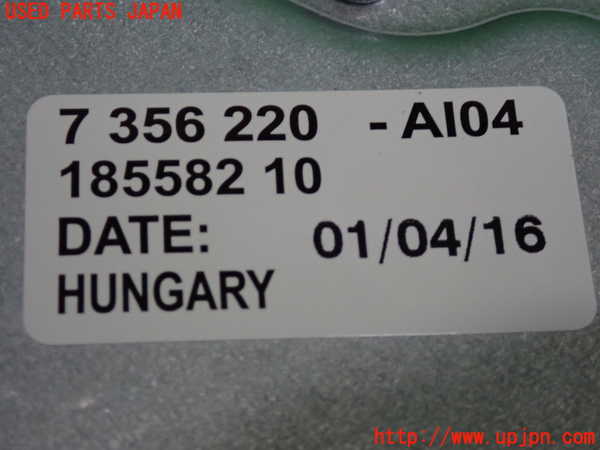 USED PARTS JAPAN
7 356 220 - AI04
185582 10
DATE: 01/04/16
HUNGARY
http://www.upjpn.com/